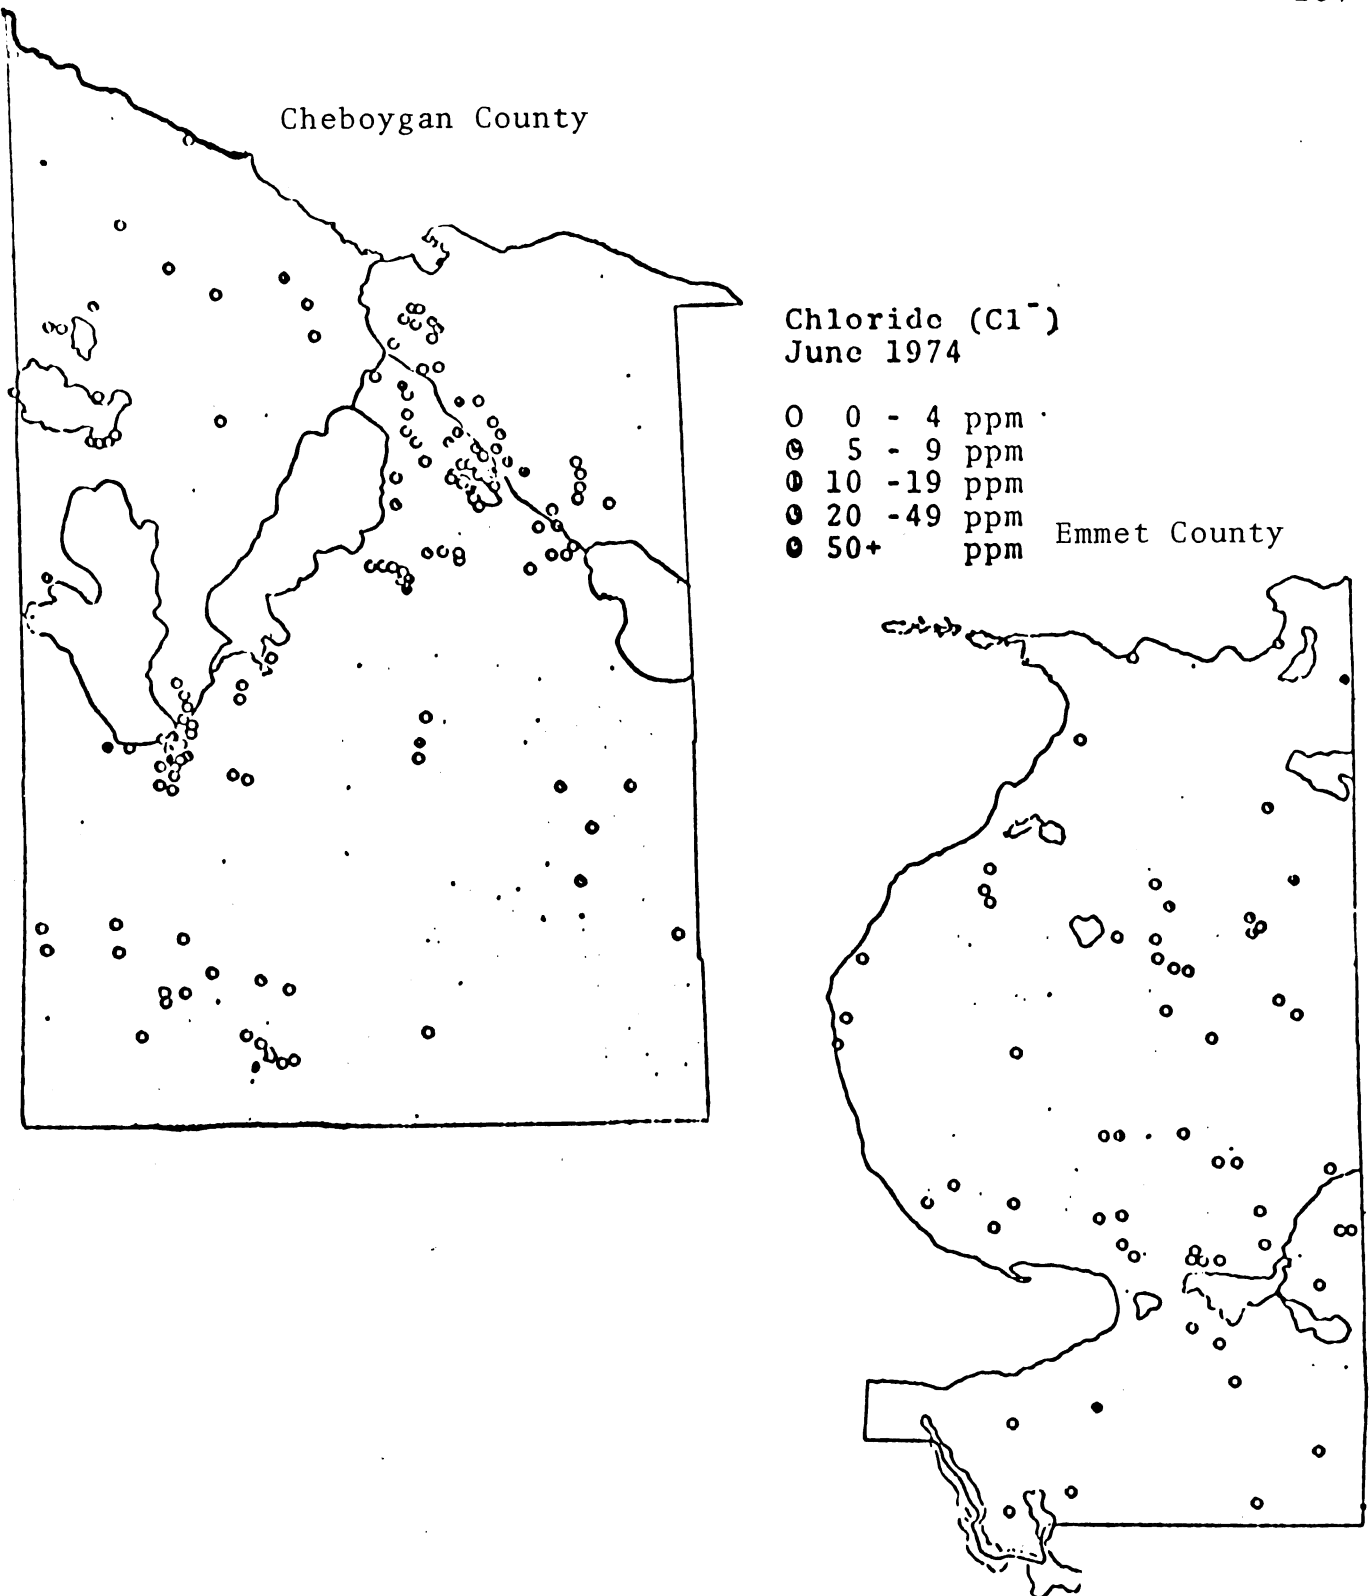 Cheboygan County
Chloride (Cl⁻)
June 1974
0 - 4 ppm
5 - 9 ppm
10 -19 ppm
20 -49 ppm
50+ ppm
Emmet County